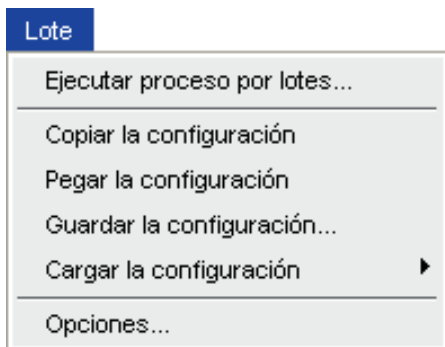 Lote
Ejecutar proceso por lotes...
Copiar la configuración
Pegar la configuración
Guardar la configuración...
Cargar la configuración
Opciones...